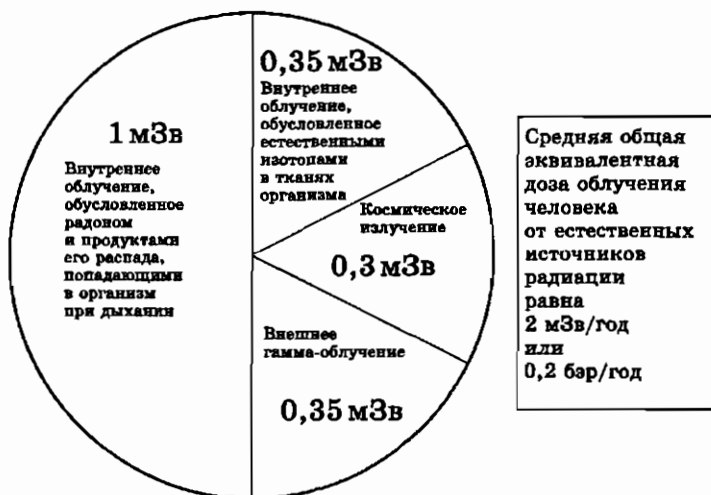 1 мЗв
Внутреннее
облучение,
обусловленное
радоном
и продуктами
его распада,
попадающими
в организм
при дыхании
0,35 мЗв
Внутреннее
облучение,
обусловленное
естественными
изотопами
в тканях
организма
Космическое
излучение
0,3 мЗв
Внешнее
гамма-облучение
0,35 мЗв
Средняя общая
эквивалентная
доза облучения
человека
от естественных
источников
радиации
равна
2 мЗв/год
или
0,2 бэр/год